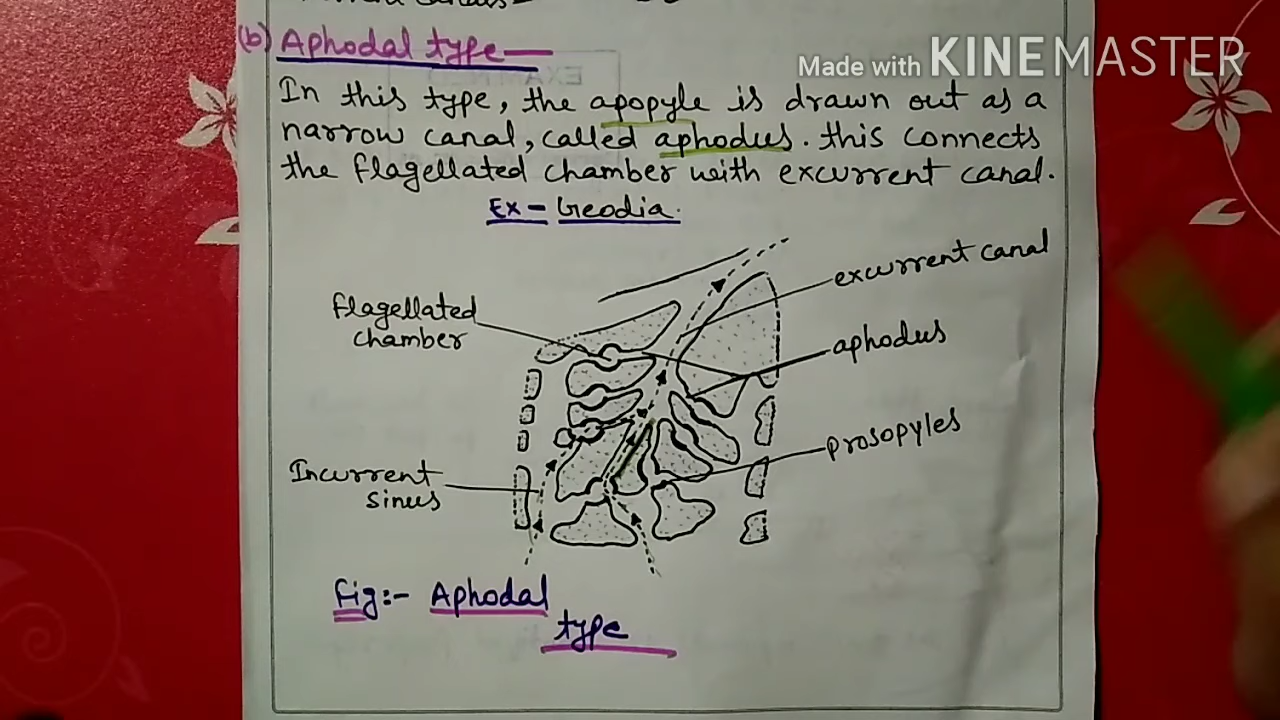 (b) Aphodal type—
Made with KINEMASTER
In this type, the apopyle is drawn out as a
narrow canal, called aphodus. this connects
the flagellated chamber with excurrent canal.
Ex - Geodia.
excurrent canal
flagellated
chamber
aphodus
prosopyles
Incurrent
sinus
Fig:- Aphodal
type